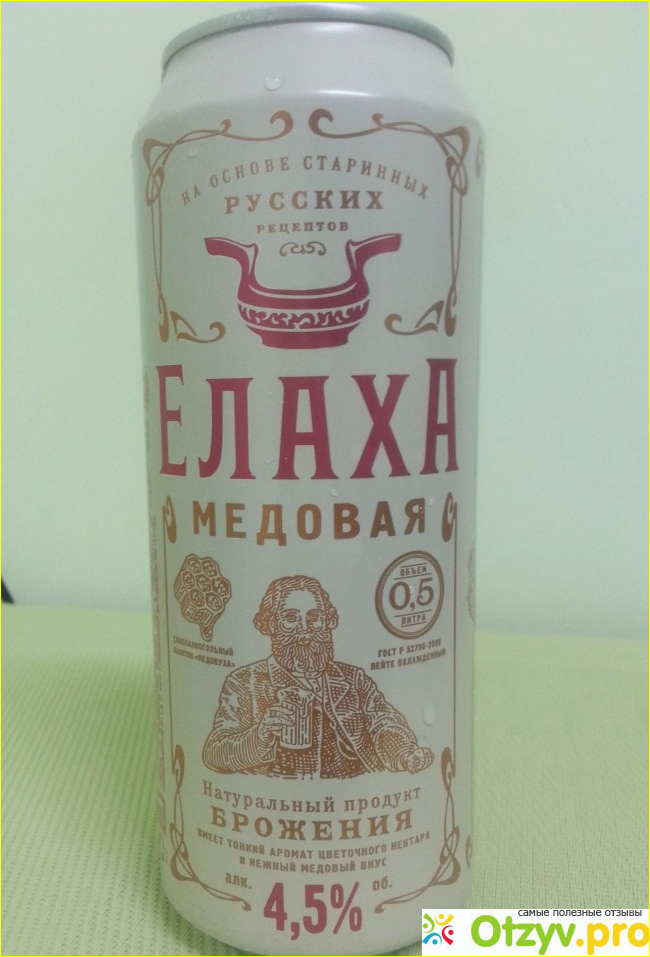 НА ОСНОВЕ СТАРИННЫХ
РУССКИХ
РЕЦЕПТОВ
ЕЛАХА
МЕДОВАЯ
СЛАБОАЛКОГОЛЬНЫЙ
НАПИТОК «МЕДОВУХА»
ОБЪЕМ
0,5
ЛИТРА
ГОСТ Р 52700-2006
ПЕЙТЕ ОХЛАЖДЕННЫМ
Натуральный продукт
БРОЖЕНИЯ
ИМЕЕТ ТОНКИЙ АРОМАТ ЦВЕТОЧНОГО НЕКТАРА
И НЕЖНЫЙ МЕДОВЫЙ ВКУС
алк. 4,5% об.
самые полезные отзывы
Otzyv.pro